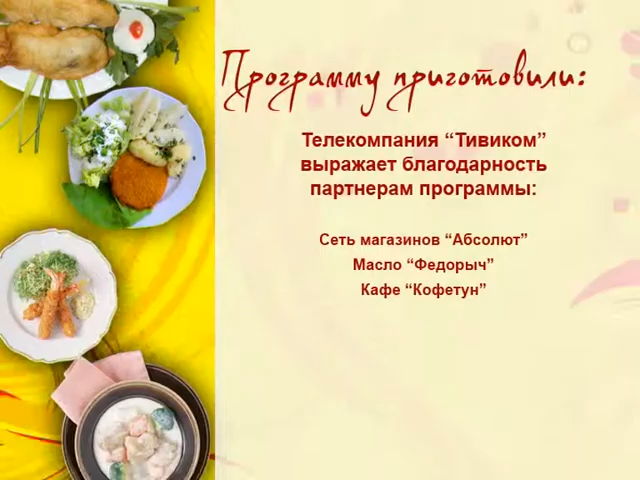 Программу приготовили:
Телекомпания “Тивиком”
выражает благодарность
партнерам программы:
Сеть магазинов “Абсолют”
Масло “Федорыч”
Кафе “Кофетун”